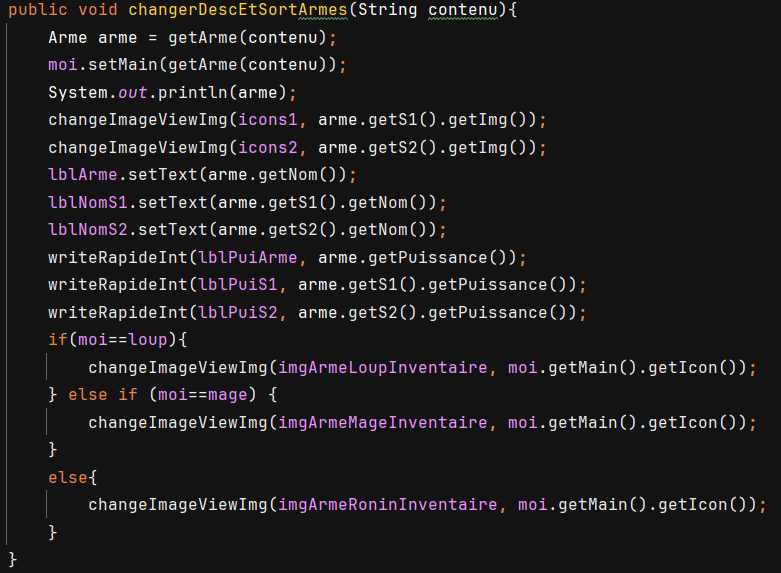 public void changerDescEtSortArmes(String contenu){
    Arme arme = getArme(contenu);
    moi.setMain(getArme(contenu));
    System.out.println(arme);
    changeImageViewImg(icons1, arme.getS1().getImg());
    changeImageViewImg(icons2, arme.getS2().getImg());
    lblArme.setText(arme.getNom());
    lblNomS1.setText(arme.getS1().getNom());
    lblNomS2.setText(arme.getS2().getNom());
    writeRapideInt(lblPuiArme, arme.getPuissance());
    writeRapideInt(lblPuiS1, arme.getS1().getPuissance());
    writeRapideInt(lblPuiS2, arme.getS2().getPuissance());
    if(moi==loup){
        changeImageViewImg(imgArmeLoupInventaire, moi.getMain().getIcon());
    } else if (moi==mage) {
        changeImageViewImg(imgArmeMageInventaire, moi.getMain().getIcon());
    }
    else{
        changeImageViewImg(imgArmeRoninInventaire, moi.getMain().getIcon());
    }
}